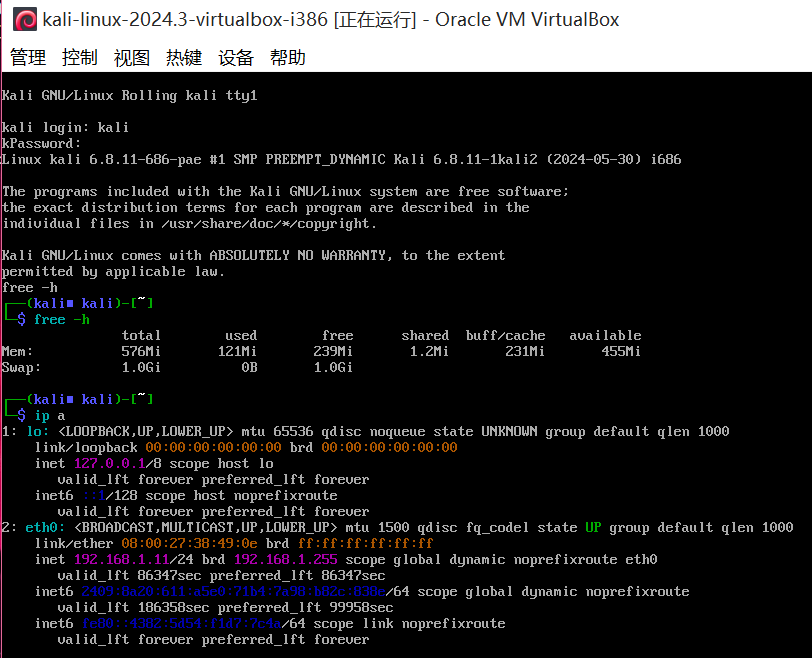 kali-linux-2024.3-virtualbox-i386 [正在运行] - Oracle VM VirtualBox
管理 控制 视图 热键 设备 帮助
Kali GNU/Linux Rolling kali tty1
kali login: kali
kPassword:
Linux kali 6.8.11-686-pae #1 SMP PREEMPT_DYNAMIC Kali 6.8.11-1kali2 (2024-05-30) i686
The programs included with the Kali GNU/Linux system are free software;
the exact distribution terms for each program are described in the
individual files in /usr/share/doc/*/copyright.
Kali GNU/Linux comes with ABSOLUTELY NO WARRANTY, to the extent
permitted by applicable law.
free -h
┌──(kali■ kali)-[~]
└─$ free -h
total used free shared buff/cache available
Mem: 576Mi 121Mi 239Mi 1.2Mi 231Mi 455Mi
Swap: 1.0Gi 0B 1.0Gi
┌──(kali■ kali)-[~]
└─$ ip a
1: lo: <LOOPBACK,UP,LOWER_UP> mtu 65536 qdisc noqueue state UNKNOWN group default qlen 1000
link/loopback 00:00:00:00:00:00 brd 00:00:00:00:00:00
inet 127.0.0.1/8 scope host lo
valid_lft forever preferred_lft forever
inet6 ::1/128 scope host noprefixroute
valid_lft forever preferred_lft forever
2: eth0: <BROADCAST,MULTICAST,UP,LOWER_UP> mtu 1500 qdisc fq_codel state UP group default qlen 1000
link/ether 08:00:27:38:49:0e brd ff:ff:ff:ff:ff:ff
inet 192.168.1.11/24 brd 192.168.1.255 scope global dynamic noprefixroute eth0
valid_lft 86347sec preferred_lft 86347sec
inet6 /64 scope global dynamic noprefixroute
valid_lft 186358sec preferred_lft 99958sec
inet6 fe80::4382:5d54:f1d7:7e4a/64 scope link noprefixroute
valid_lft forever preferred_lft forever